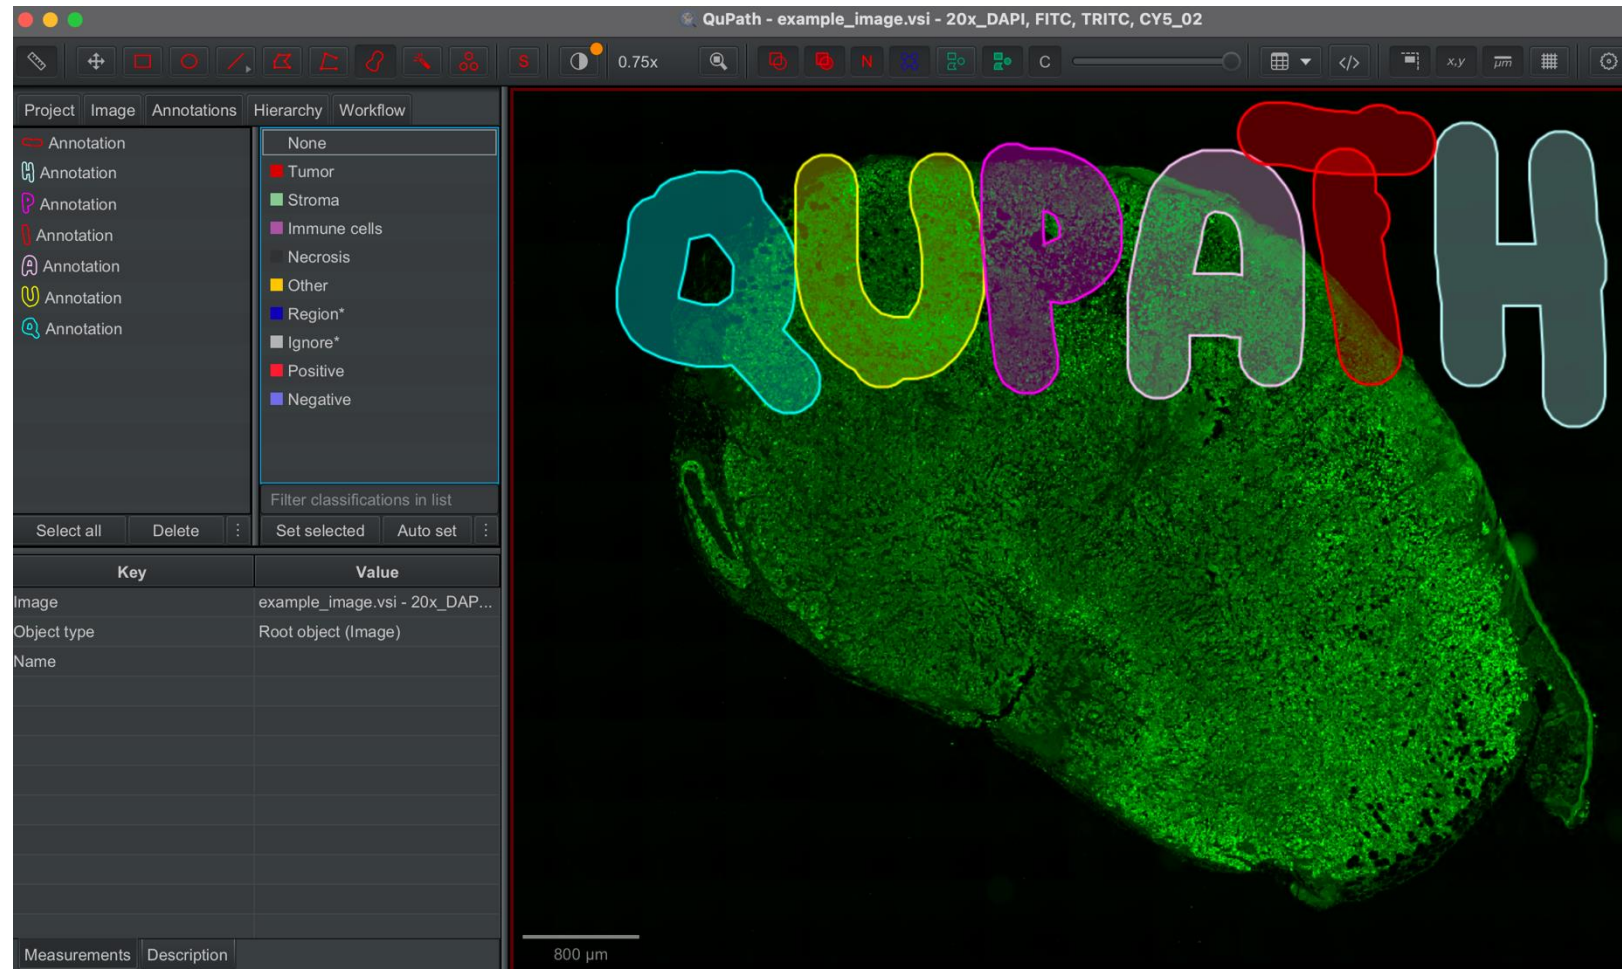 QuPath - example_image.vsi - 20x_DAPI, FITC, TRITC, CY5_02
S 0.75x N C </> x,y µm
Project Image Annotations Hierarchy Workflow
Annotation
H Annotation
P Annotation
Annotation
A Annotation
U Annotation
Q Annotation
None
Tumor
Stroma
Immune cells
Necrosis
Other
Region*
Ignore*
Positive
Negative
Filter classifications in list
Select all Delete ⋮ Set selected Auto set ⋮
Key Value
Image example_image.vsi - 20x_DAP...
Object type Root object (Image)
Name
Measurements Description
QUPATH
800 µm